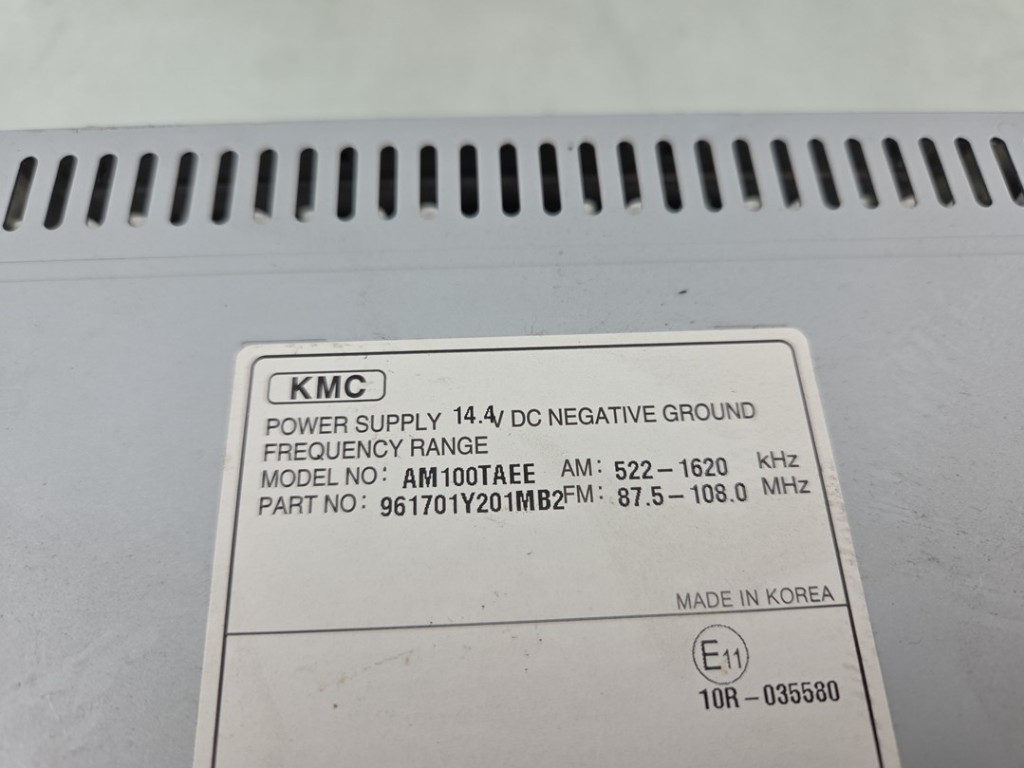 KMC
POWER SUPPLY 14.4V DC NEGATIVE GROUND
FREQUENCY RANGE
MODEL NO: AM100TAEE AM: 522-1620 kHz
PART NO: 961701Y201MB2 FM: 87.5-108.0 MHz
MADE IN KOREA
E11
10R-035580